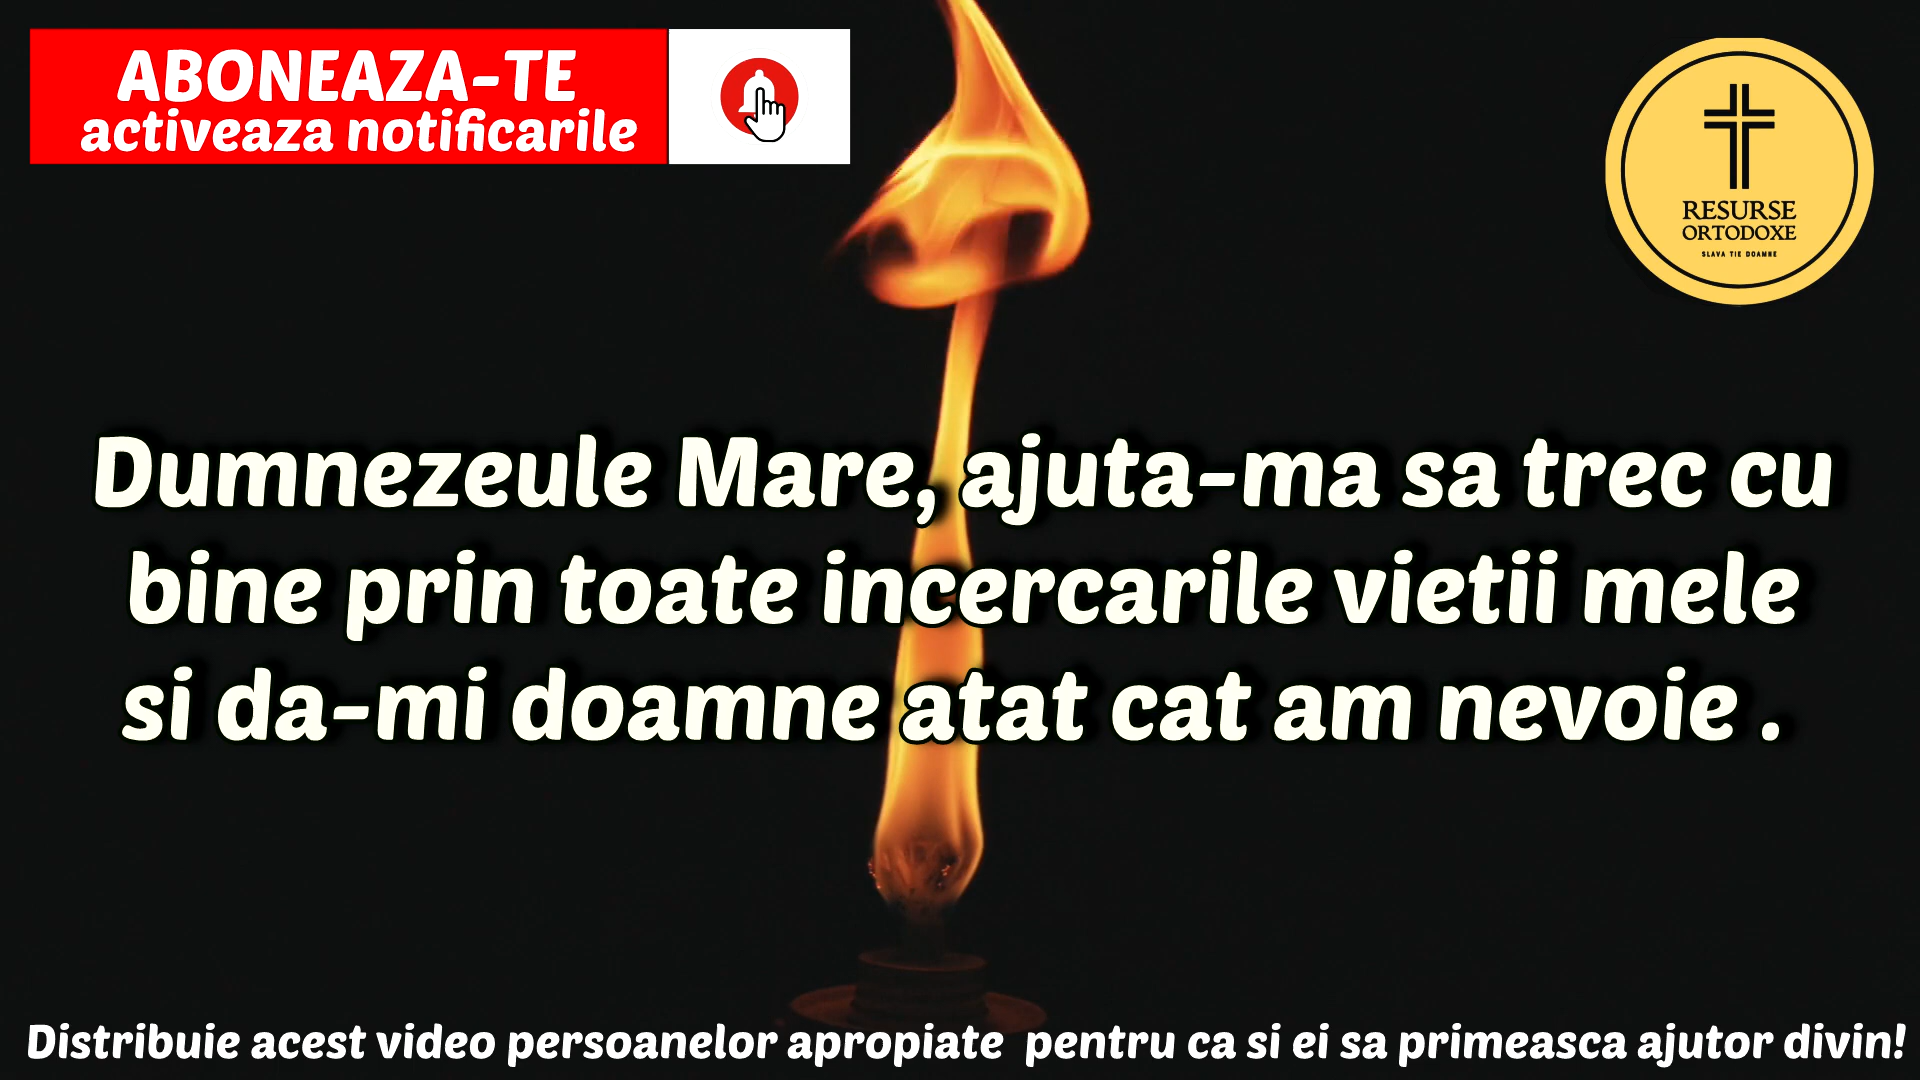 ABONEAZA-TE
activeaza notificarile
RESURSE
ORTODOXE
SLAVA TIE DOAMNE
Dumnezeule Mare, ajuta-ma sa trec cu
bine prin toate incercarile vietii mele
si da-mi doamne atat cat am nevoie .
Distribuie acest video persoanelor apropiate pentru ca si ei sa primeasca ajutor divin!